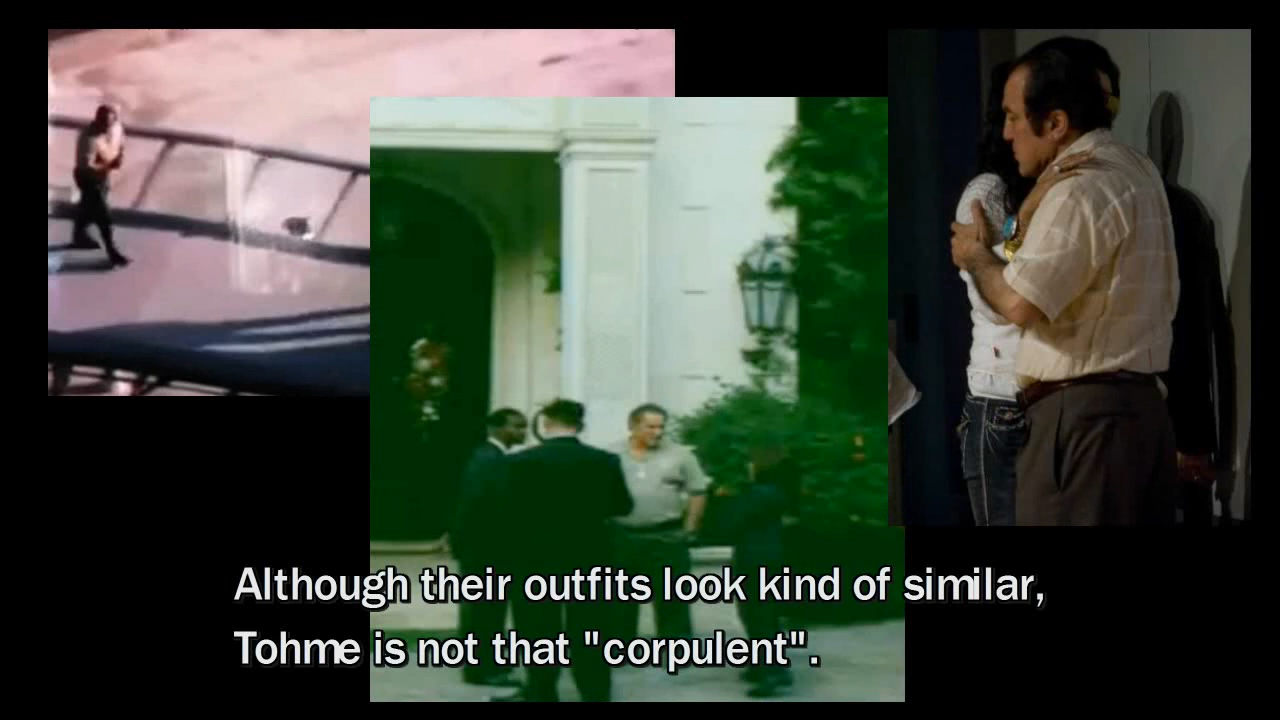 Although their outfits look kind of similar,
Tohme is not that "corpulent".